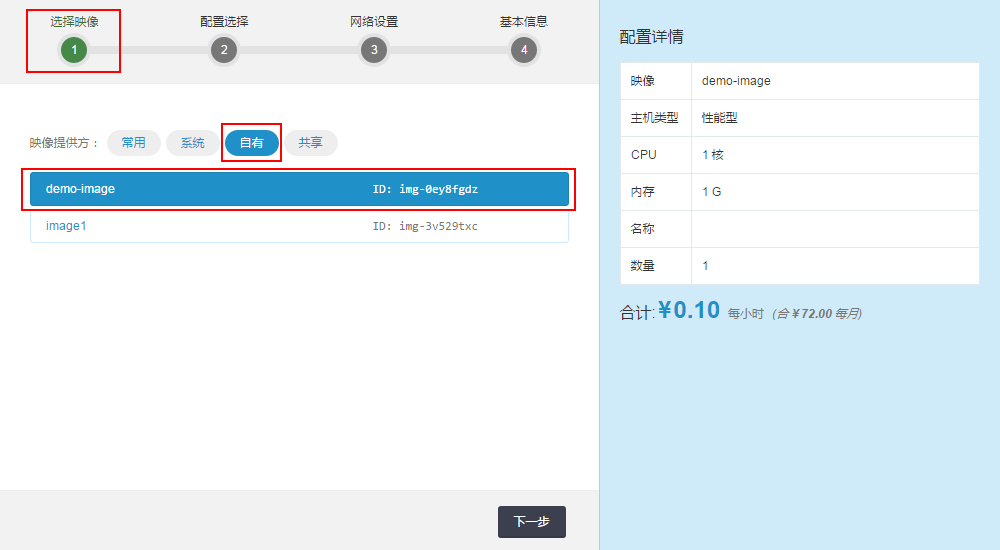 选择映像 配置选择 网络设置 基本信息
1 2 3 4
映像提供方： 常用 系统 自有 共享
demo-image ID: img-0ey8fgdz
image1 ID: img-3v529txc
下一步
配置详情
映像 demo-image
主机类型 性能型
CPU 1 核
内存 1 G
名称
数量 1
合计:¥0.10 每小时 (合 ¥72.00 每月)